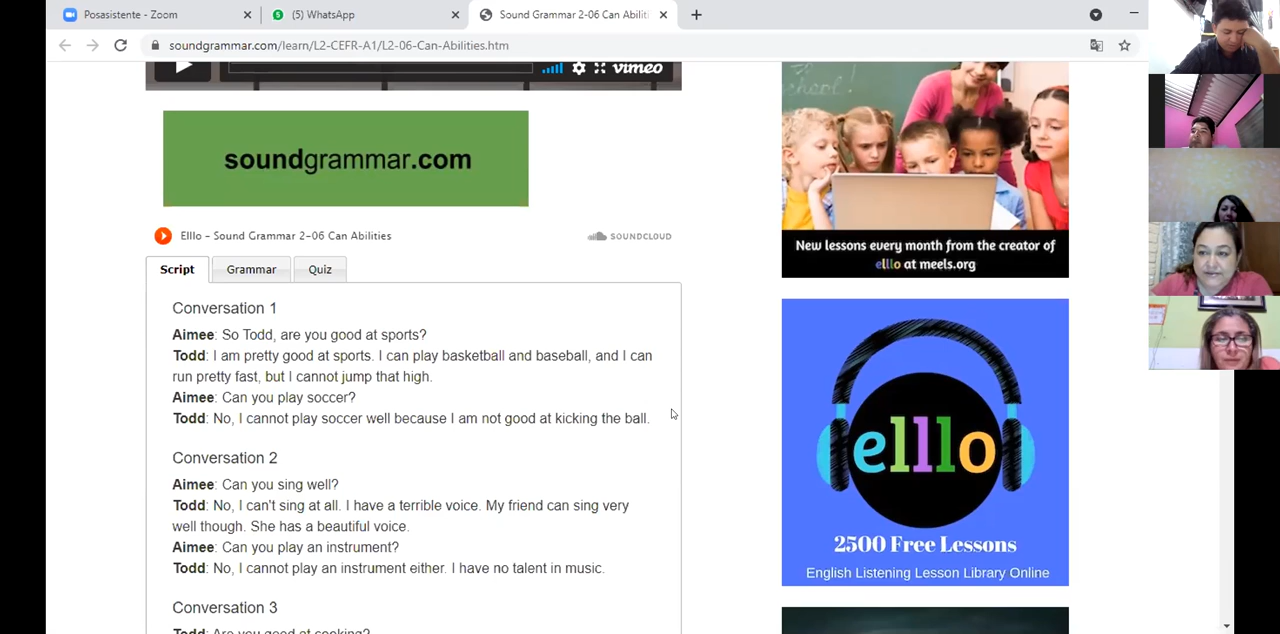 Posasistente - Zoom
(5) WhatsApp
Sound Grammar 2-06 Can Abiliti
soundgrammar.com/learn/L2-CEFR-A1/L2-06-Can-Abilities.htm
vimeo
school!
soundgrammar.com
New lessons every month from the creator of
elllo at meels.org
Elllo - Sound Grammar 2-06 Can Abilities
SOUNDCLOUD
Script
Grammar
Quiz
Conversation 1
Aimee: So Todd, are you good at sports?
Todd: I am pretty good at sports. I can play basketball and baseball, and I can
run pretty fast, but I cannot jump that high.
Aimee: Can you play soccer?
Todd: No, I cannot play soccer well because I am not good at kicking the ball.
Conversation 2
Aimee: Can you sing well?
Todd: No, I can't sing at all. I have a terrible voice. My friend can sing very
well though. She has a beautiful voice.
Aimee: Can you play an instrument?
Todd: No, I cannot play an instrument either. I have no talent in music.
Conversation 3
Todd: Are you good at cooking?
elllo
2500 Free Lessons
English Listening Lesson Library Online